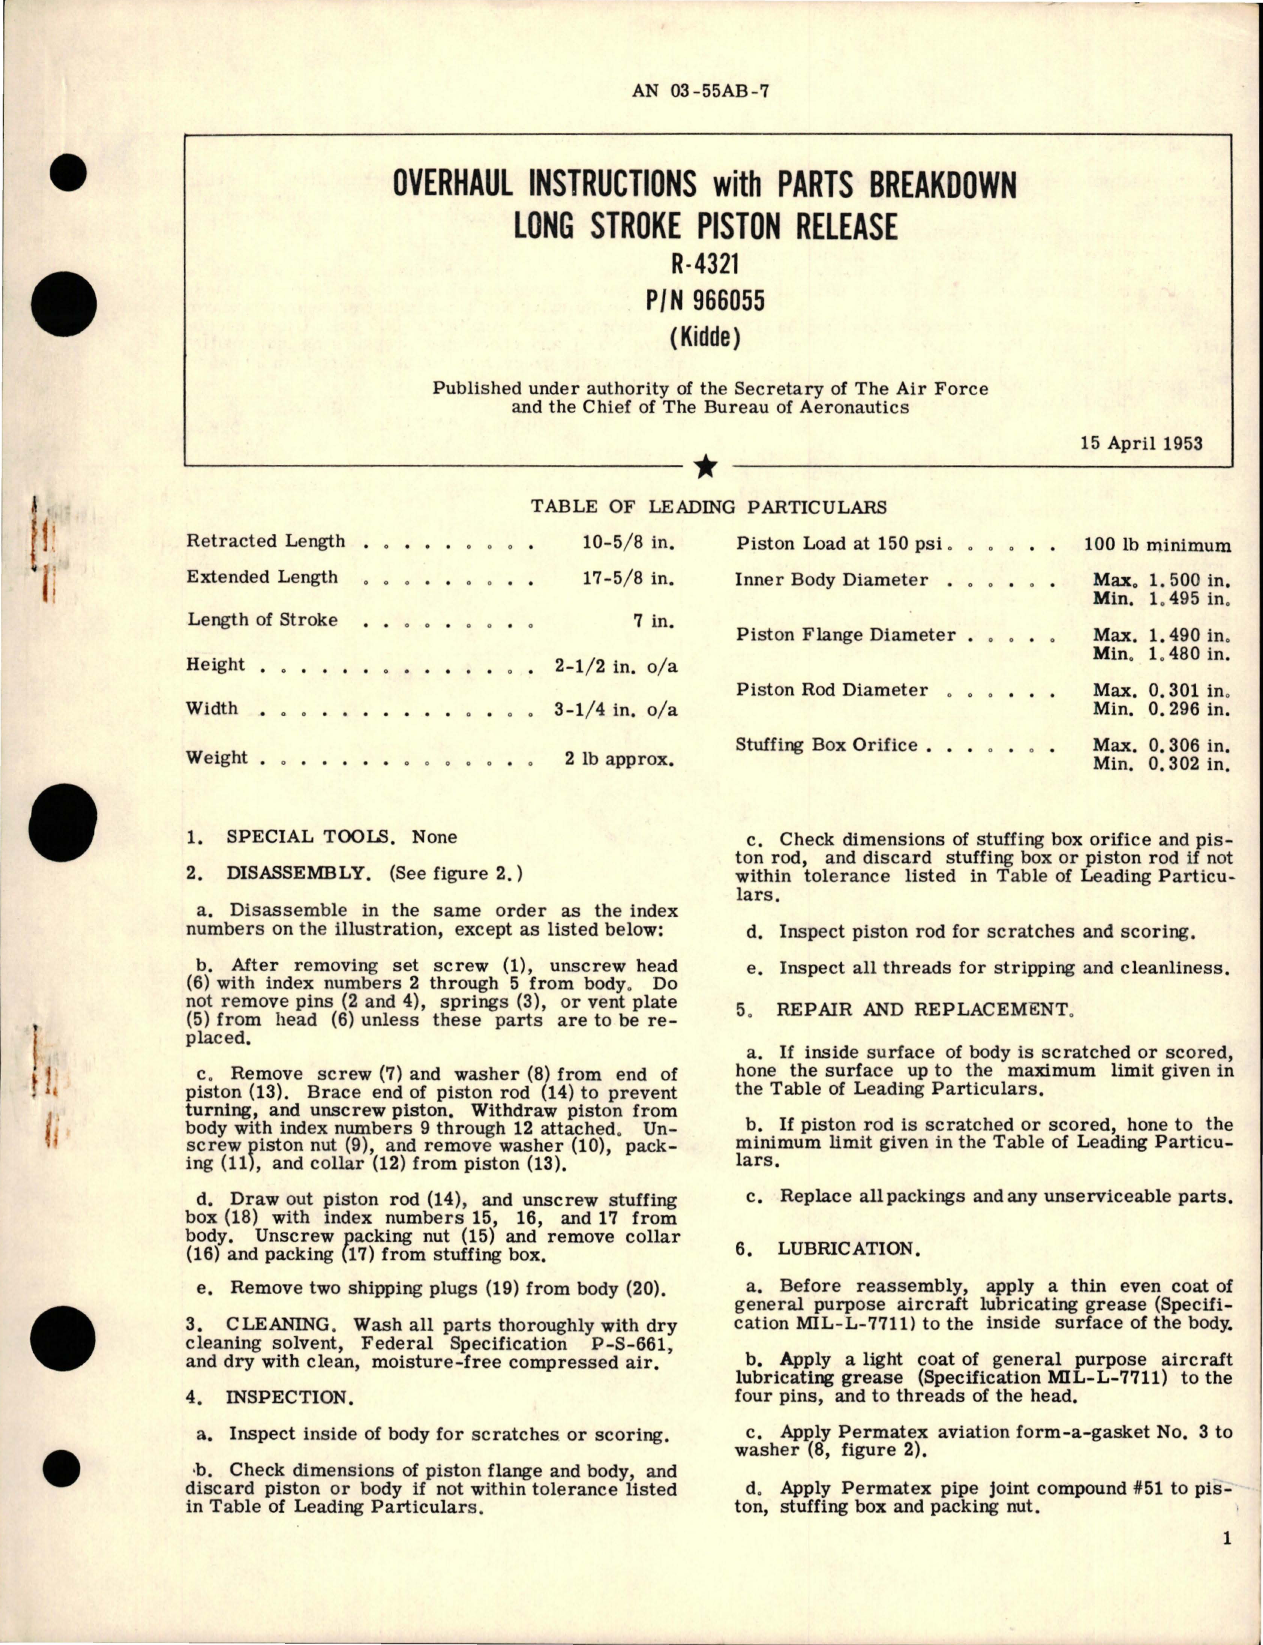 AN 03-55AB-7
OVERHAUL INSTRUCTIONS with PARTS BREAKDOWN
LONG STROKE PISTON RELEASE
R-4321
P/N 966055
(Kidde)
Published under authority of the Secretary of The Air Force
and the Chief of The Bureau of Aeronautics
15 April 1953
TABLE OF LEADING PARTICULARS
Retracted Length . . . . . . . . . 10-5/8 in.
Extended Length . . . . . . . . . 17-5/8 in.
Length of Stroke . . . . . . . . . 7 in.
Height . . . . . . . . . . . . . . 2-1/2 in. o/a
Width . . . . . . . . . . . . . . 3-1/4 in. o/a
Weight . . . . . . . . . . . . . . 2 lb approx.
Piston Load at 150 psi . . . . . . 100 lb minimum
Inner Body Diameter . . . . . . Max. 1.500 in.
Min. 1.495 in.
Piston Flange Diameter . . . . . Max. 1.490 in.
Min. 1.480 in.
Piston Rod Diameter . . . . . . Max. 0.301 in.
Min. 0.296 in.
Stuffing Box Orifice . . . . . . . Max. 0.306 in.
Min. 0.302 in.
1. SPECIAL TOOLS. None
2. DISASSEMBLY. (See figure 2.)
a. Disassemble in the same order as the index
numbers on the illustration, except as listed below:
b. After removing set screw (1), unscrew head
(6) with index numbers 2 through 5 from body. Do
not remove pins (2 and 4), springs (3), or vent plate
(5) from head (6) unless these parts are to be re-
placed.
c. Remove screw (7) and washer (8) from end of
piston (13). Brace end of piston rod (14) to prevent
turning, and unscrew piston. Withdraw piston from
body with index numbers 9 through 12 attached. Un-
screw piston nut (9), and remove washer (10), pack-
ing (11), and collar (12) from piston (13).
d. Draw out piston rod (14), and unscrew stuffing
box (18) with index numbers 15, 16, and 17 from
body. Unscrew packing nut (15) and remove collar
(16) and packing (17) from stuffing box.
e. Remove two shipping plugs (19) from body (20).
3. CLEANING. Wash all parts thoroughly with dry
cleaning solvent, Federal Specification P-S-661,
and dry with clean, moisture-free compressed air.
4. INSPECTION.
a. Inspect inside of body for scratches or scoring.
b. Check dimensions of piston flange and body, and
discard piston or body if not within tolerance listed
in Table of Leading Particulars.
c. Check dimensions of stuffing box orifice and pis-
ton rod, and discard stuffing box or piston rod if not
within tolerance listed in Table of Leading Particu-
lars.
d. Inspect piston rod for scratches and scoring.
e. Inspect all threads for stripping and cleanliness.
5. REPAIR AND REPLACEMENT.
a. If inside surface of body is scratched or scored,
hone the surface up to the maximum limit given in
the Table of Leading Particulars.
b. If piston rod is scratched or scored, hone to the
minimum limit given in the Table of Leading Particu-
lars.
c. Replace all packings and any unserviceable parts.
6. LUBRICATION.
a. Before reassembly, apply a thin even coat of
general purpose aircraft lubricating grease (Specifi-
cation MIL-L-7711) to the inside surface of the body.
b. Apply a light coat of general purpose aircraft
lubricating grease (Specification MIL-L-7711) to the
four pins, and to threads of the head.
c. Apply Permatex aviation form-a-gasket No. 3 to
washer (8, figure 2).
d. Apply Permatex pipe joint compound #51 to pis-
ton, stuffing box and packing nut.
1